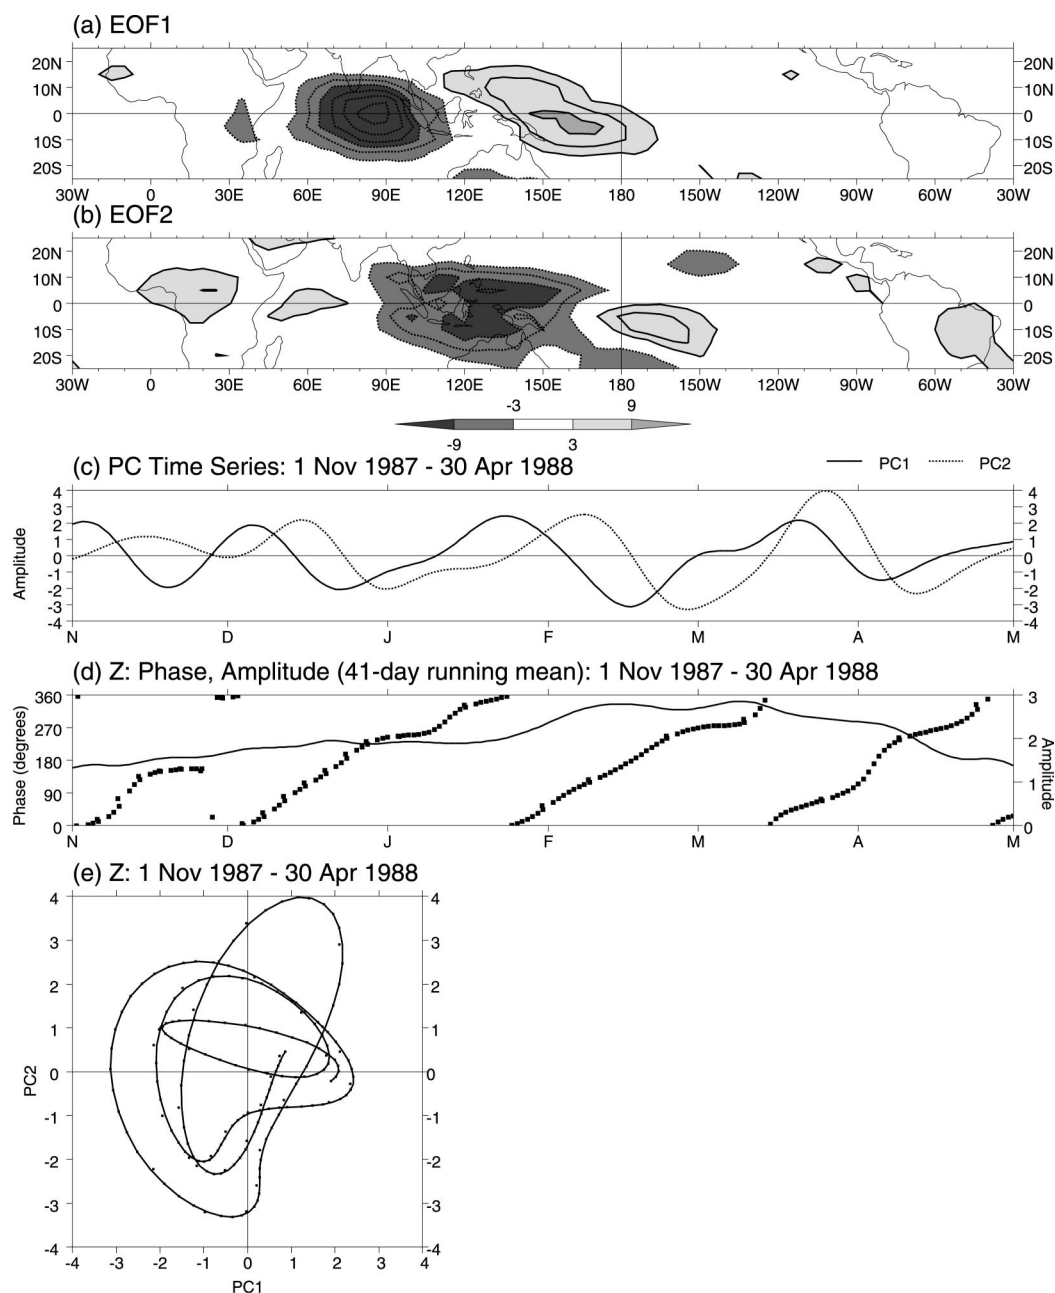 (a) EOF1
20N 20N
10N 10N
0 0
10S 10S
20S 20S
30W 0 30E 60E 90E 120E 150E 180 150W 120W 90W 60W 30W
(b) EOF2
20N 20N
10N 10N
0 0
10S 10S
20S 20S
30W 0 30E 60E 90E 120E 150E 180 150W 120W 90W 60W 30W
-3 9
-9 3
(c) PC Time Series: 1 Nov 1987 - 30 Apr 1988 PC1 PC2
Amplitude
4 4
3 3
2 2
1 1
0 0
-1 -1
-2 -2
-3 -3
-4 -4
N D J F M A M
(d) Z: Phase, Amplitude (41-day running mean): 1 Nov 1987 - 30 Apr 1988
Phase (degrees)
360 3
270 2
180 1
90 0
0
Amplitude
N D J F M A M
(e) Z: 1 Nov 1987 - 30 Apr 1988
PC2
4 4
3 3
2 2
1 1
0 0
-1 -1
-2 -2
-3 -3
-4 -4
-4 -3 -2 -1 0 1 2 3 4
PC1